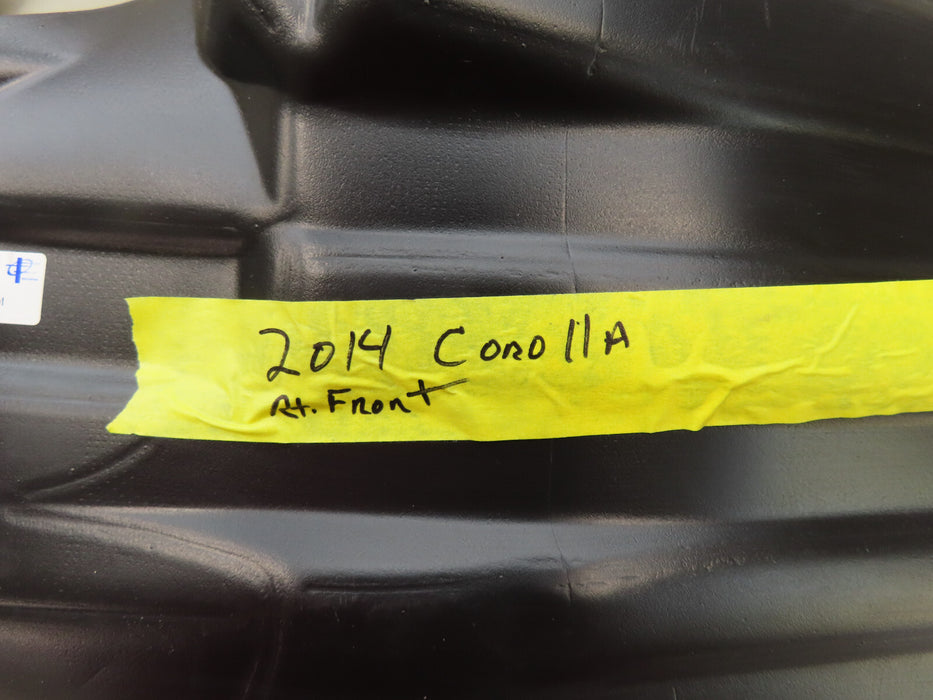 2014 Corolla
Rt. Front